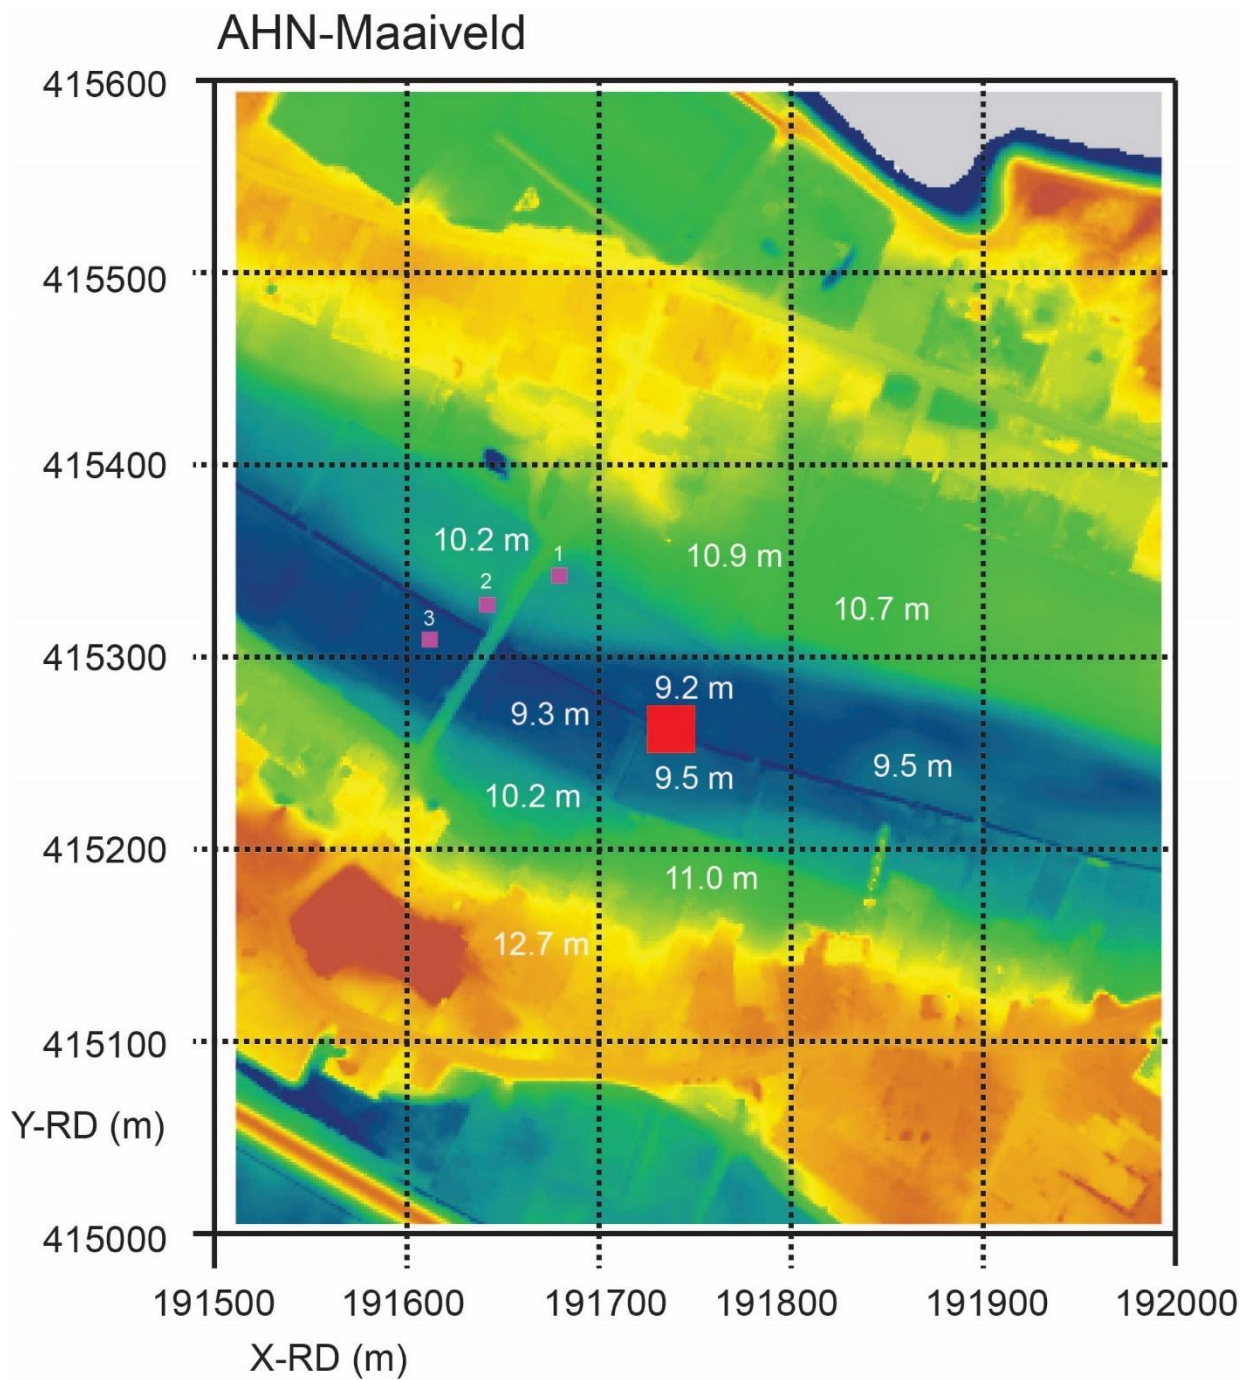 AHN-Maaiveld
415600
415500
415400
10.2 m
1
10.9 m
2
10.7 m
3
415300
9.2 m
9.3 m
9.5 m
9.5 m
10.2 m
415200
11.0 m
12.7 m
415100
Y-RD (m)
415000
191500 191600 191700 191800 191900 192000
X-RD (m)